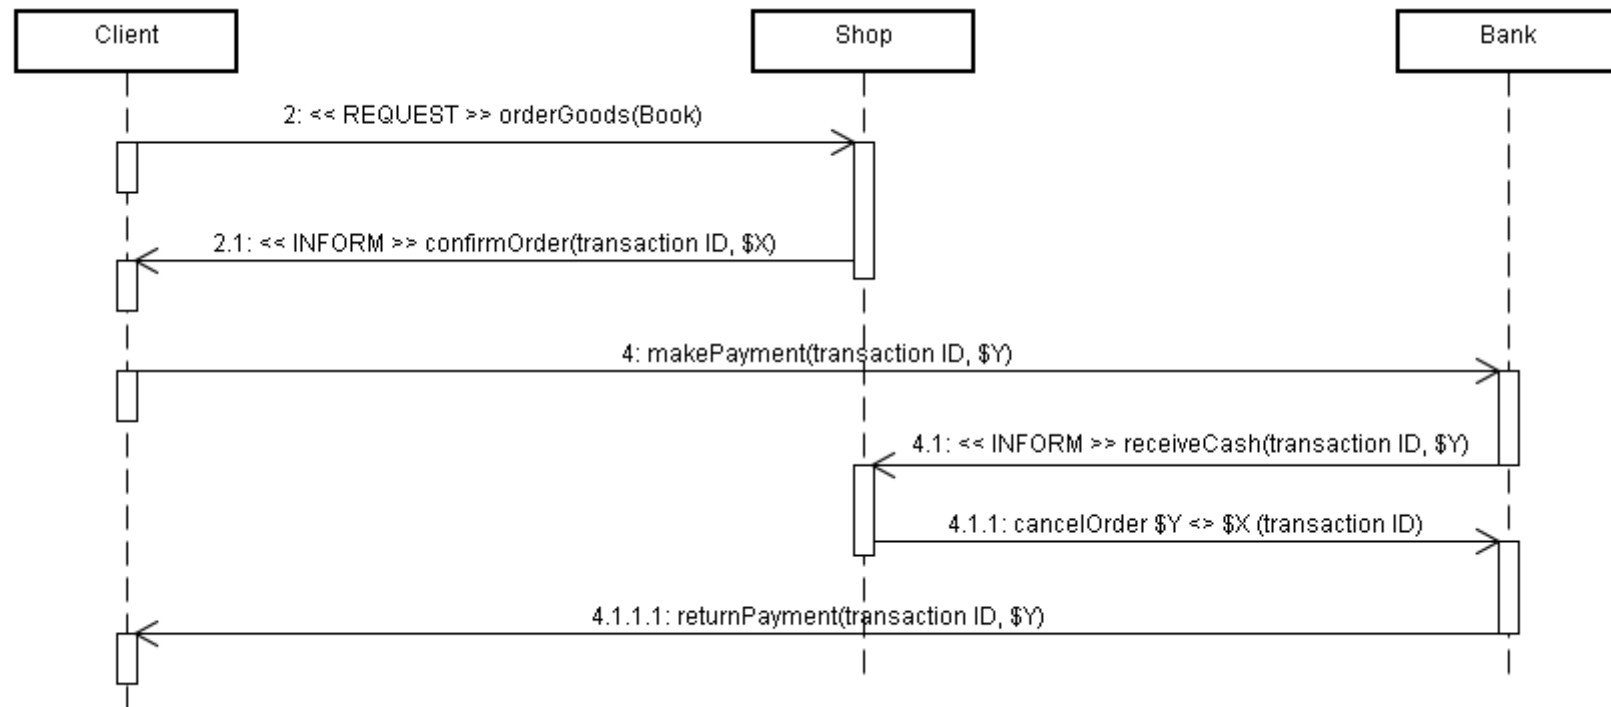 Client
Shop
Bank
2: << REQUEST >> orderGoods(Book)
2.1: << INFORM >> confirmOrder(transaction ID, $X)
4: makePayment(transaction ID, $Y)
4.1: << INFORM >> receiveCash(transaction ID, $Y)
4.1.1: cancelOrder $Y <> $X (transaction ID)
4.1.1.1: returnPayment(transaction ID, $Y)